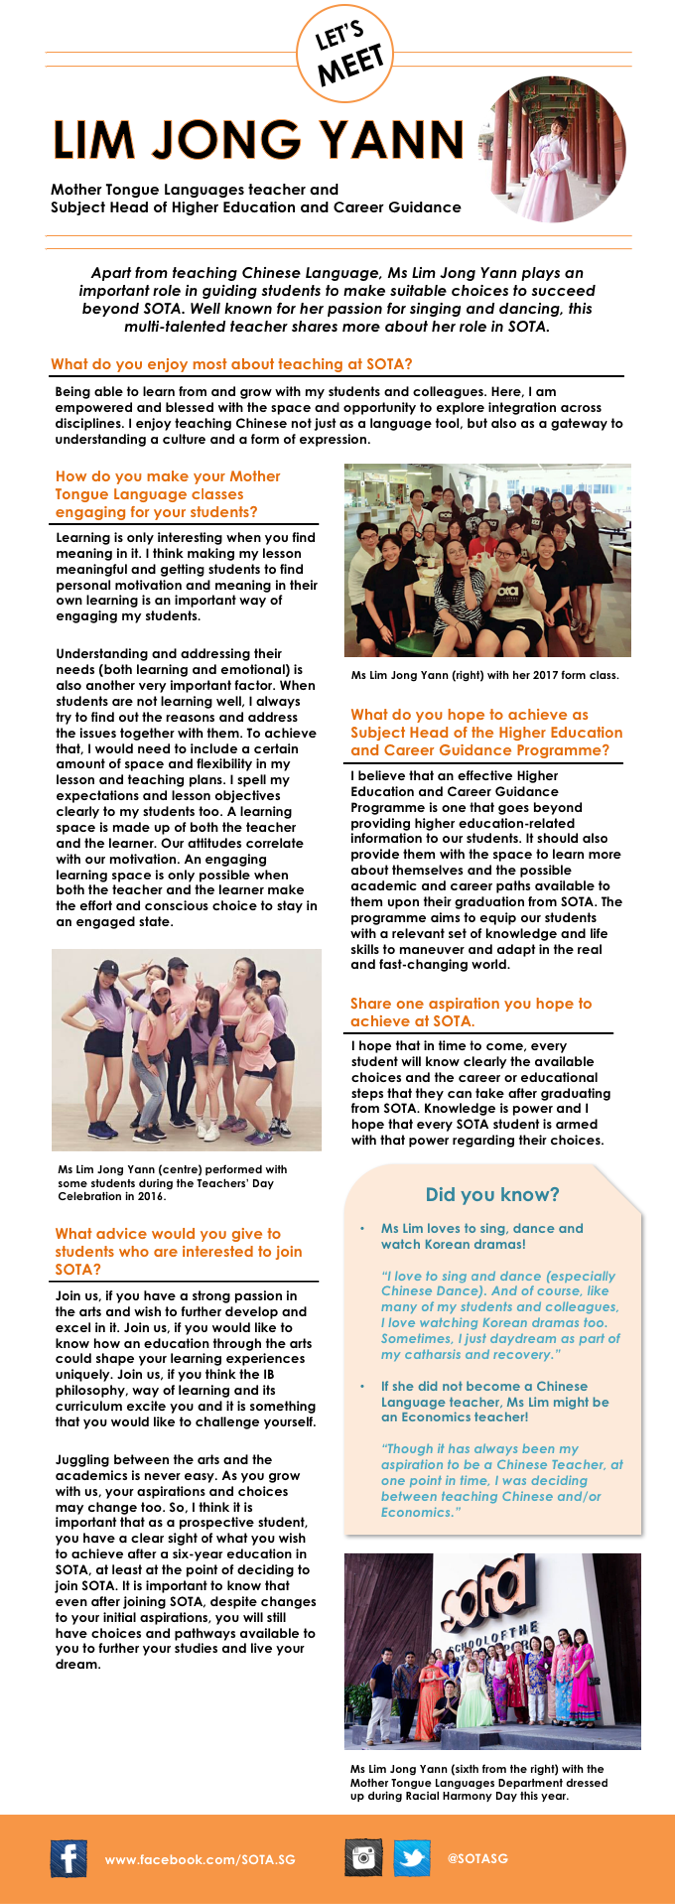 LET'S
MEET
LIM JONG YANN
Mother Tongue Languages teacher and
Subject Head of Higher Education and Career Guidance
Apart from teaching Chinese Language, Ms Lim Jong Yann plays an
important role in guiding students to make suitable choices to succeed
beyond SOTA. Well known for her passion for singing and dancing, this
multi-talented teacher shares more about her role in SOTA.
What do you enjoy most about teaching at SOTA?
Being able to learn from and grow with my students and colleagues. Here, I am
empowered and blessed with the space and opportunity to explore integration across
disciplines. I enjoy teaching Chinese not just as a language tool, but also as a gateway to
understanding a culture and a form of expression.
How do you make your Mother
Tongue Language classes
engaging for your students?
Learning is only interesting when you find
meaning in it. I think making my lesson
meaningful and getting students to find
personal motivation and meaning in their
own learning is an important way of
engaging my students.
Understanding and addressing their
needs (both learning and emotional) is
also another very important factor. When
students are not learning well, I always
try to find out the reasons and address
the issues together with them. To achieve
that, I would need to include a certain
amount of space and flexibility in my
lesson and teaching plans. I spell my
expectations and lesson objectives
clearly to my students too. A learning
space is made up of both the teacher
and the learner. Our attitudes correlate
with our motivation. An engaging
learning space is only possible when
both the teacher and the learner make
the effort and conscious choice to stay in
an engaged state.
Ms Lim Jong Yann (centre) performed with
some students during the Teachers' Day
Celebration in 2016.
What advice would you give to
students who are interested to join
SOTA?
Join us, if you have a strong passion in
the arts and wish to further develop and
excel in it. Join us, if you would like to
know how an education through the arts
could shape your learning experiences
uniquely. Join us, if you think the IB
philosophy, way of learning and its
curriculum excite you and it is something
that you would like to challenge yourself.
Juggling between the arts and the
academics is never easy. As you grow
with us, your aspirations and choices
may change too. So, I think it is
important that as a prospective student,
you have a clear sight of what you wish
to achieve after a six-year education in
SOTA, at least at the point of deciding to
join SOTA. It is important to know that
even after joining SOTA, despite changes
to your initial aspirations, you will still
have choices and pathways available to
you to further your studies and live your
dream.
sota
Ms Lim Jong Yann (right) with her 2017 form class.
What do you hope to achieve as
Subject Head of the Higher Education
and Career Guidance Programme?
I believe that an effective Higher
Education and Career Guidance
Programme is one that goes beyond
providing higher education-related
information to our students. It should also
provide them with the space to learn more
about themselves and the possible
academic and career paths available to
them upon their graduation from SOTA. The
programme aims to equip our students
with a relevant set of knowledge and life
skills to maneuver and adapt in the real
and fast-changing world.
Share one aspiration you hope to
achieve at SOTA.
I hope that in time to come, every
student will know clearly the available
choices and the career or educational
steps that they can take after graduating
from SOTA. Knowledge is power and I
hope that every SOTA student is armed
with that power regarding their choices.
Did you know?
• Ms Lim loves to sing, dance and
watch Korean dramas!
"I love to sing and dance (especially
Chinese Dance). And of course, like
many of my students and colleagues,
I love watching Korean dramas too.
Sometimes, I just daydream as part of
my catharsis and recovery."
• If she did not become a Chinese
Language teacher, Ms Lim might be
an Economics teacher!
"Though it has always been my
aspiration to be a Chinese Teacher, at
one point in time, I was deciding
between teaching Chinese and/or
Economics."
sota
SCHOOL OF THE
Ms Lim Jong Yann (sixth from the right) with the
Mother Tongue Languages Department dressed
up during Racial Harmony Day this year.
www.facebook.com/SOTA.SG
@SOTASG